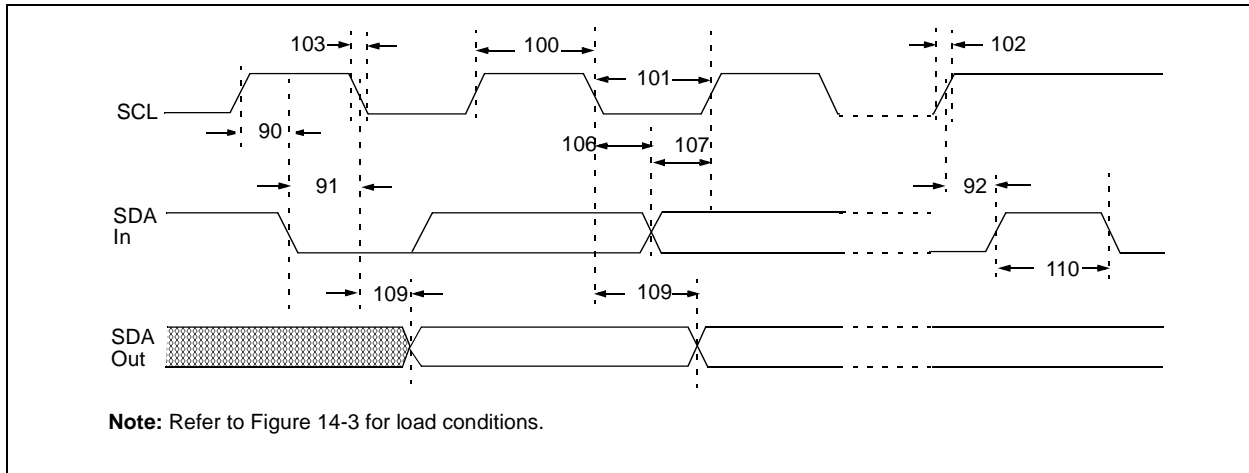 103
100
102
101
SCL
90
106
107
91
92
SDA
In
110
109
109
SDA
Out
Note: Refer to Figure 14-3 for load conditions.